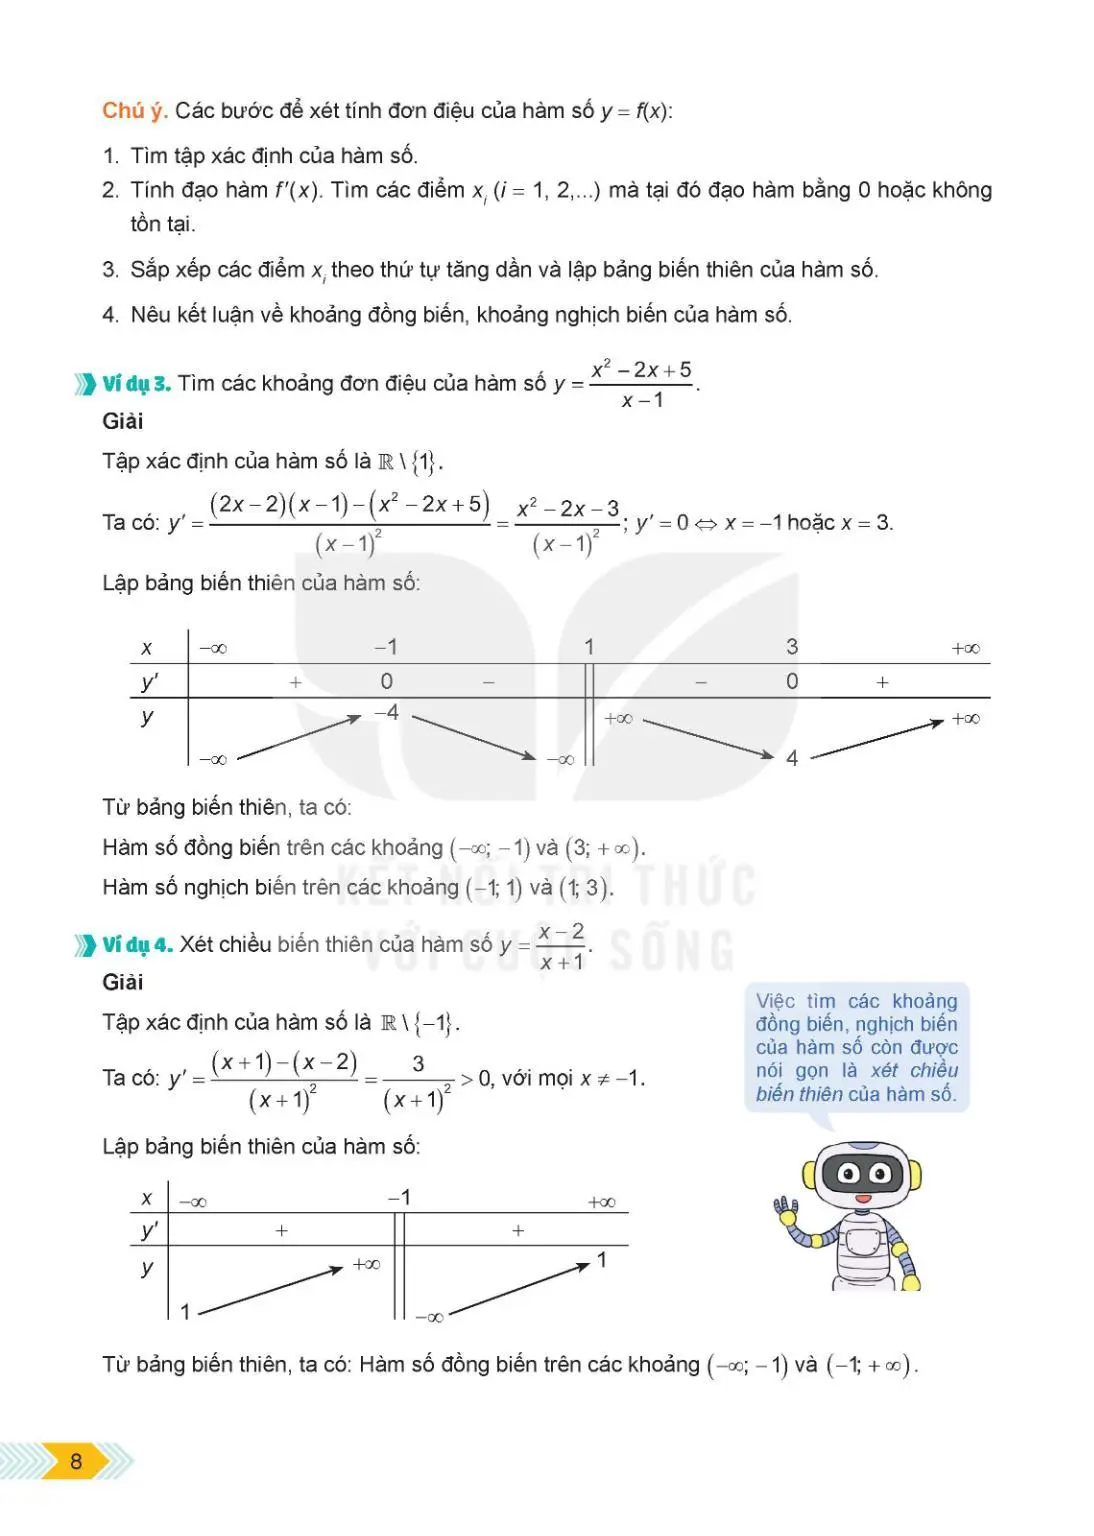 Chú ý. Các bước để xét tính đơn điệu của hàm số y = f(x):
1. Tìm tập xác định của hàm số.
2. Tính đạo hàm f′(x). Tìm các điểm xᵢ (i = 1, 2,...) mà tại đó đạo hàm bằng 0 hoặc không
tồn tại.
3. Sắp xếp các điểm xᵢ theo thứ tự tăng dần và lập bảng biến thiên của hàm số.
4. Nêu kết luận về khoảng đồng biến, khoảng nghịch biến của hàm số.
Ví dụ 3. Tìm các khoảng đơn điệu của hàm số y = (x² – 2x + 5)/(x – 1).
Giải
Tập xác định của hàm số là ℝ \ {1}.
Ta có: y′ = ((2x – 2)(x – 1) – (x² – 2x + 5))/(x – 1)² = (x² – 2x – 3)/(x – 1)²; y′ = 0 ⇔ x = –1 hoặc x = 3.
Lập bảng biến thiên của hàm số:
x –∞ –1 1 3 +∞
y′ + 0 – – 0 +
y –4 +∞ +∞
–∞ –∞ 4
Từ bảng biến thiên, ta có:
Hàm số đồng biến trên các khoảng (–∞; – 1) và (3; + ∞).
Hàm số nghịch biến trên các khoảng (–1; 1) và (1; 3).
KẾT NỐI TRI THỨC
VỚI CUỘC SỐNG
Ví dụ 4. Xét chiều biến thiên của hàm số y = (x – 2)/(x + 1).
Giải
Tập xác định của hàm số là ℝ \ {–1}.
Ta có: y′ = ((x + 1) – (x – 2))/(x + 1)² = 3/(x + 1)² > 0, với mọi x ≠ –1.
Lập bảng biến thiên của hàm số:
x –∞ –1 +∞
y′ + +
y +∞ 1
1 –∞
Việc tìm các khoảng
đồng biến, nghịch biến
của hàm số còn được
nói gọn là xét chiều
biến thiên của hàm số.
Từ bảng biến thiên, ta có: Hàm số đồng biến trên các khoảng (–∞; – 1) và (–1; + ∞).
8